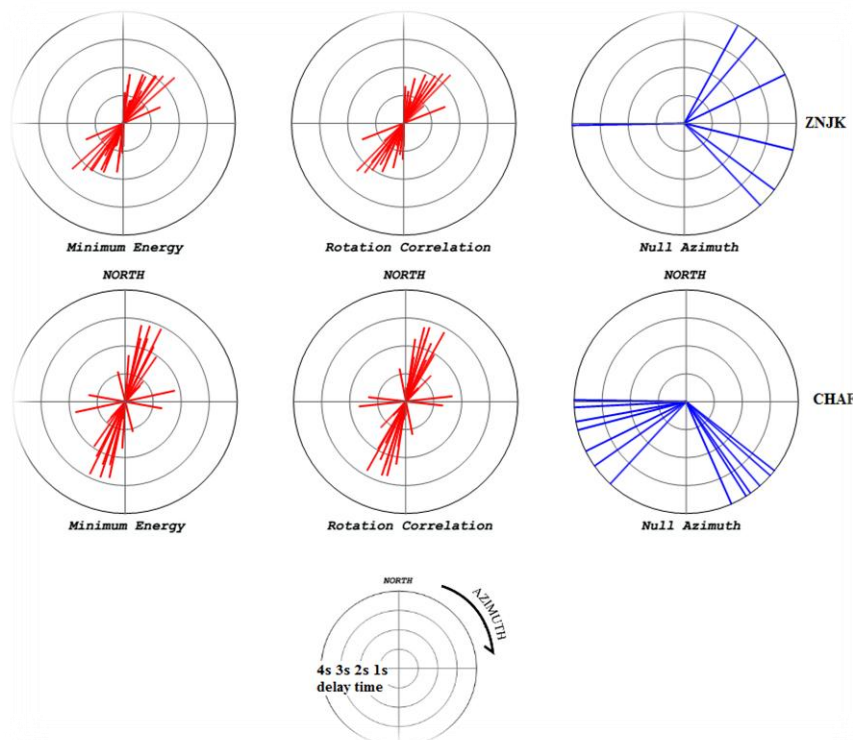 ZNJK
Minimum Energy Rotation Correlation Null Azimuth
NORTH NORTH NORTH
CHAF
Minimum Energy Rotation Correlation Null Azimuth
NORTH
AZIMUTH
4s 3s 2s 1s
delay time